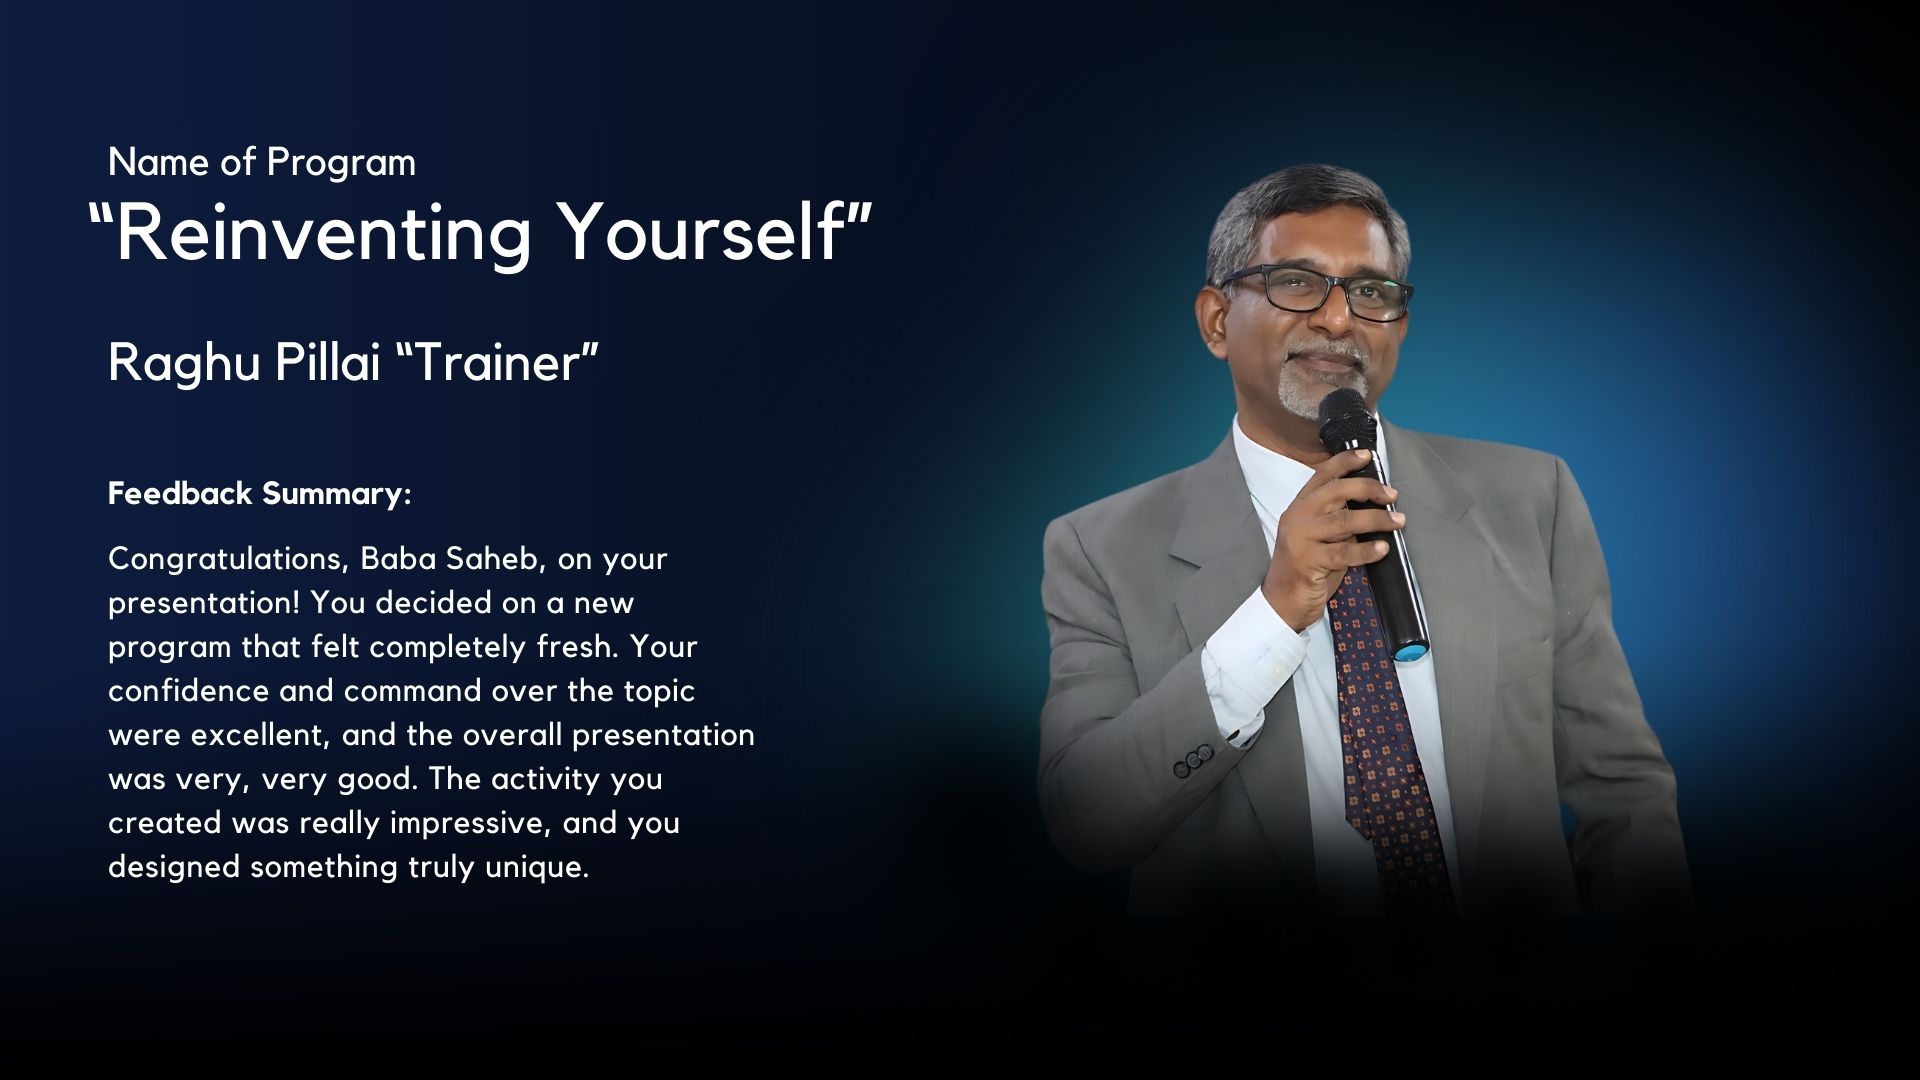 Name of Program
“Reinventing Yourself”
Raghu Pillai “Trainer”
Feedback Summary:
Congratulations, Baba Saheb, on your
presentation! You decided on a new
program that felt completely fresh. Your
confidence and command over the topic
were excellent, and the overall presentation
was very, very good. The activity you
created was really impressive, and you
designed something truly unique.